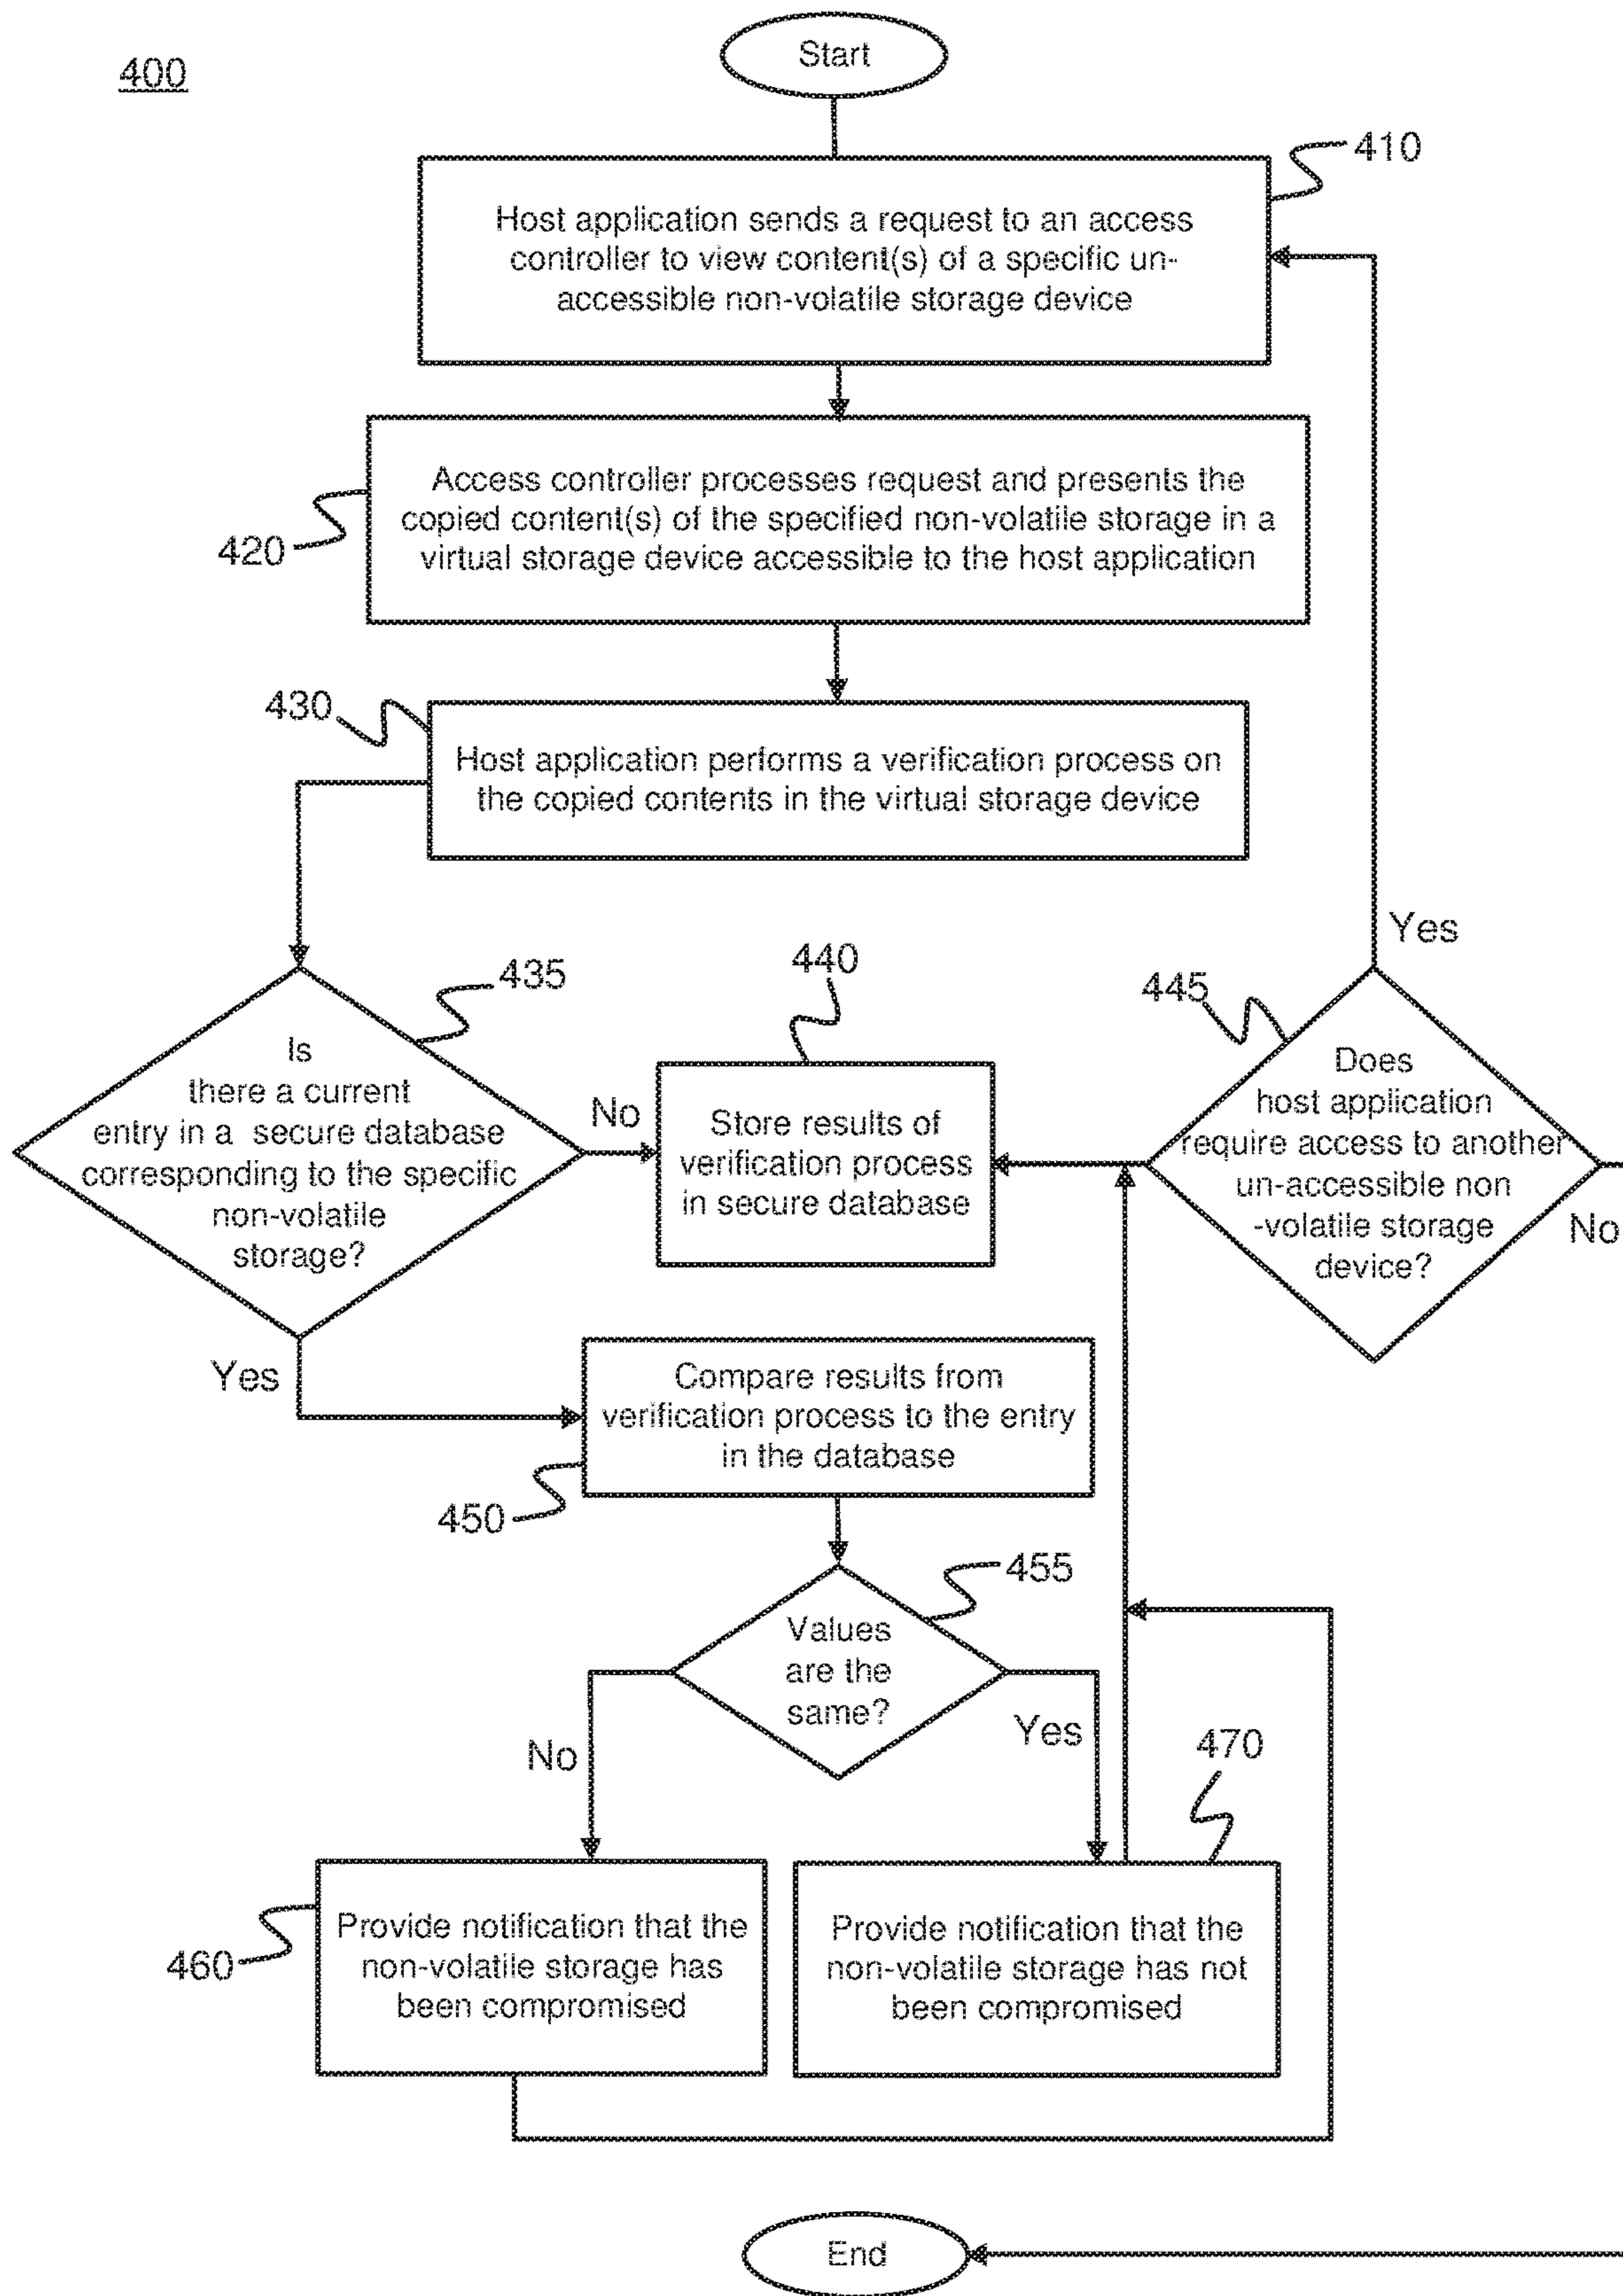 400
Start
410
Host application sends a request to an access
controller to view content(s) of a specific un-
accessible non-volatile storage device
Access controller processes request and presents the
copied content(s) of the specified non-volatile storage in a
virtual storage device accessible to the host application
420
430
Host application performs a verification process on
the copied contents in the virtual storage device
Yes
435
440
445
Is
there a current
entry in a secure database
corresponding to the specific
non-volatile
storage?
No
Store results of
verification process
in secure database
Does
host application
require access to another
un-accessible non
-volatile storage
device?
No
Yes
Compare results from
verification process to the entry
in the database
450
455
Values
are the
same?
No
Yes
470
460
Provide notification that the
non-volatile storage has
been compromised
Provide notification that the
non-volatile storage has not
been compromised
End